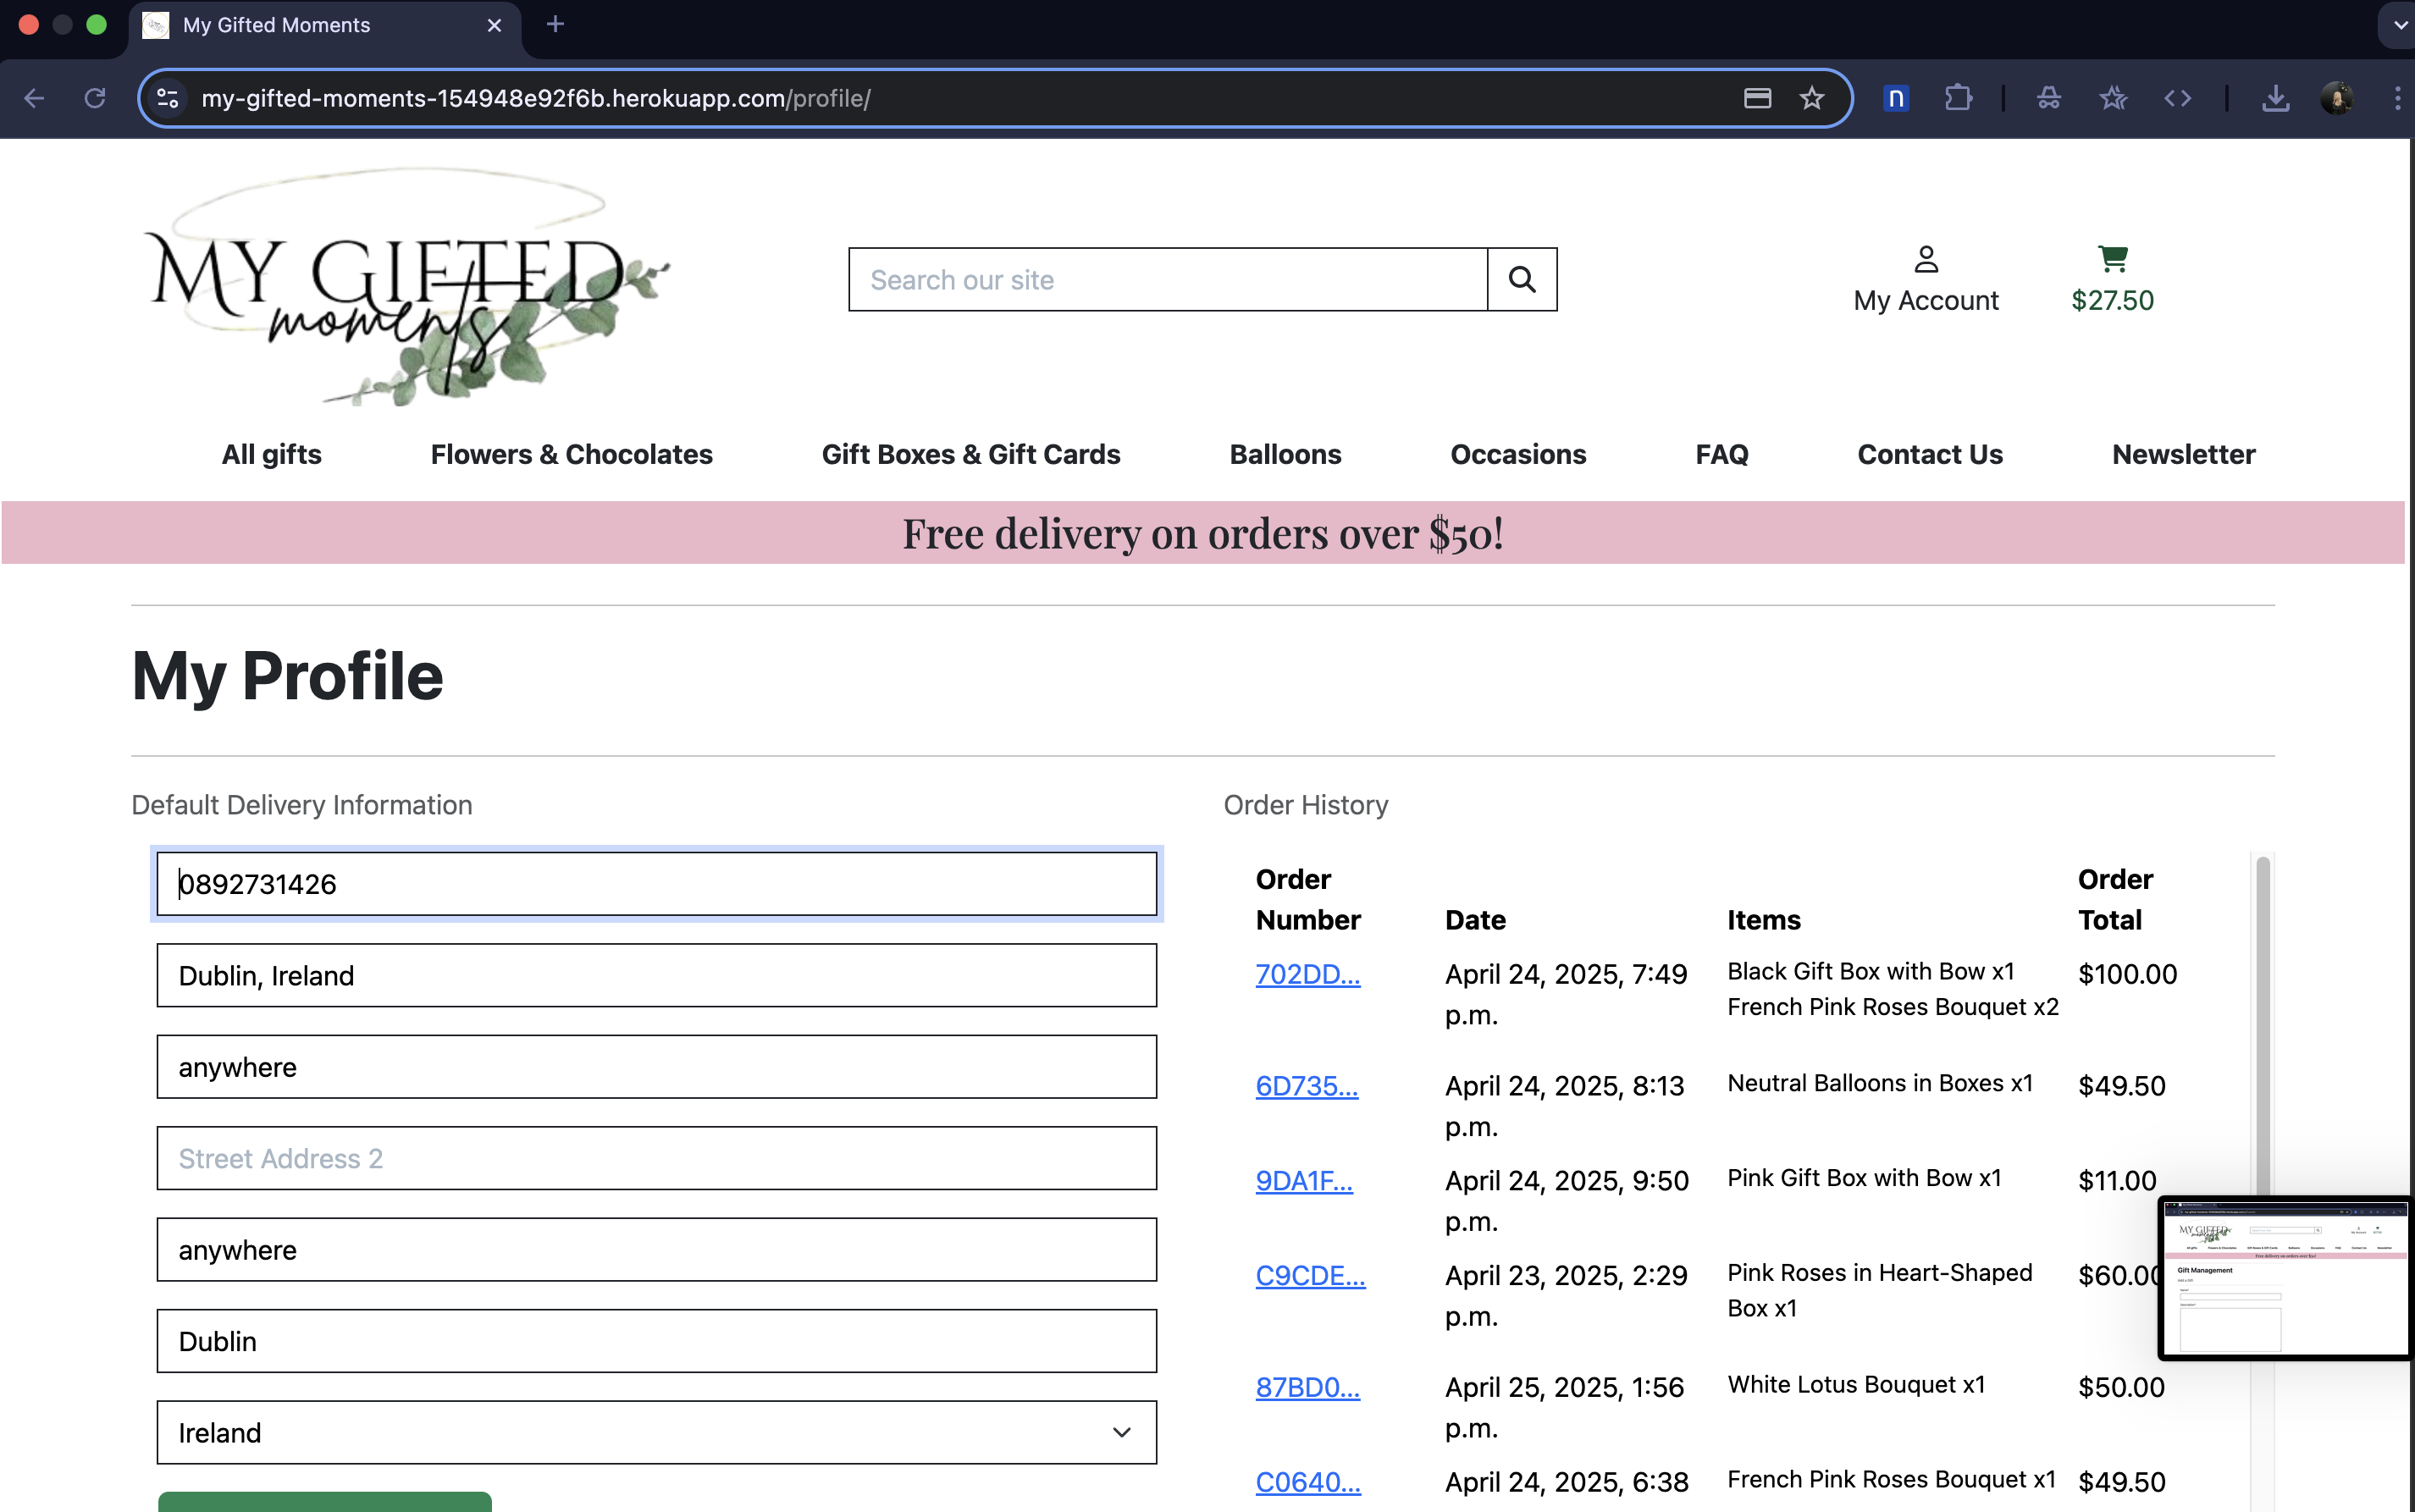 My Gifted Moments
my-gifted-moments-154948e92f6b.herokuapp.com/profile/
MY GIFTED
moments
Search our site
My Account
$27.50
All gifts
Flowers & Chocolates
Gift Boxes & Gift Cards
Balloons
Occasions
FAQ
Contact Us
Newsletter
Free delivery on orders over $50!
My Profile
Default Delivery Information
0892731426
Dublin, Ireland
anywhere
Street Address 2
anywhere
Dublin
Ireland
Order History
Order Number Date Items Order Total
702DD... April 24, 2025, 7:49 p.m. Black Gift Box with Bow x1 $100.00
French Pink Roses Bouquet x2
6D735... April 24, 2025, 8:13 p.m. Neutral Balloons in Boxes x1 $49.50
9DA1F... April 24, 2025, 9:50 p.m. Pink Gift Box with Bow x1 $11.00
C9CDE... April 23, 2025, 2:29 p.m. Pink Roses in Heart-Shaped Box x1 $60.00
87BD0... April 25, 2025, 1:56 p.m. White Lotus Bouquet x1 $50.00
C0640... April 24, 2025, 6:38 French Pink Roses Bouquet x1 $49.50
MY GIFTED
Gift Management